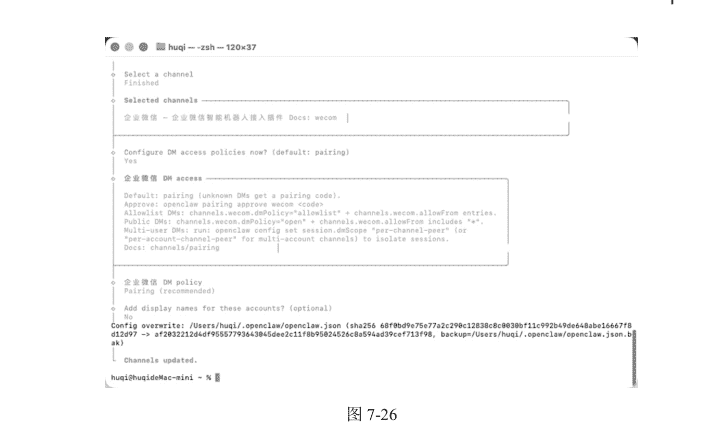 huqi — -zsh — 120×37
Select a channel
Finished
Selected channels
企业微信 — 企业微信智能机器人接入插件 Docs: wecom
Configure DM access policies now? (default: pairing)
Yes
企业微信 DM access
Default: pairing (unknown DMs get a pairing code).
Approve: openclaw pairing approve wecom <code>
Allowlist DMs: channels.wecom.dmPolicy="allowlist" + channels.wecom.allowFrom entries.
Public DMs: channels.wecom.dmPolicy="open" + channels.wecom.allowFrom includes "*".
Multi-user DMs: run: openclaw config set session.dmScope "per-channel-peer" (or
"per-account-channel-peer" for multi-account channels) to isolate sessions.
Docs: channels/pairing
企业微信 DM policy
Pairing (recommended)
Add display names for these accounts? (optional)
No
Config overwrite: /Users/huqi/.openclaw/openclaw.json (sha256 68f0bd9e75e77a2c290c12838c8c0030bf11c992b49de648abe16667f8
d12d97 -> af2032212d4df95557793643045dee2c11f8b95024526c8a594ad39cef713f98, backup=/Users/huqi/.openclaw/openclaw.json.b
ak)
Channels updated.
huqi@huqideMac-mini ~ %
图 7-26